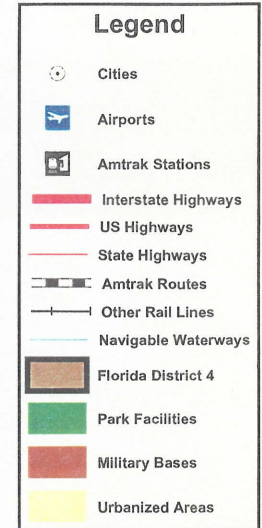 Legend
Cities
Airports
Amtrak Stations
Interstate Highways
US Highways
State Highways
Amtrak Routes
Other Rail Lines
Navigable Waterways
Florida District 4
Park Facilities
Military Bases
Urbanized Areas